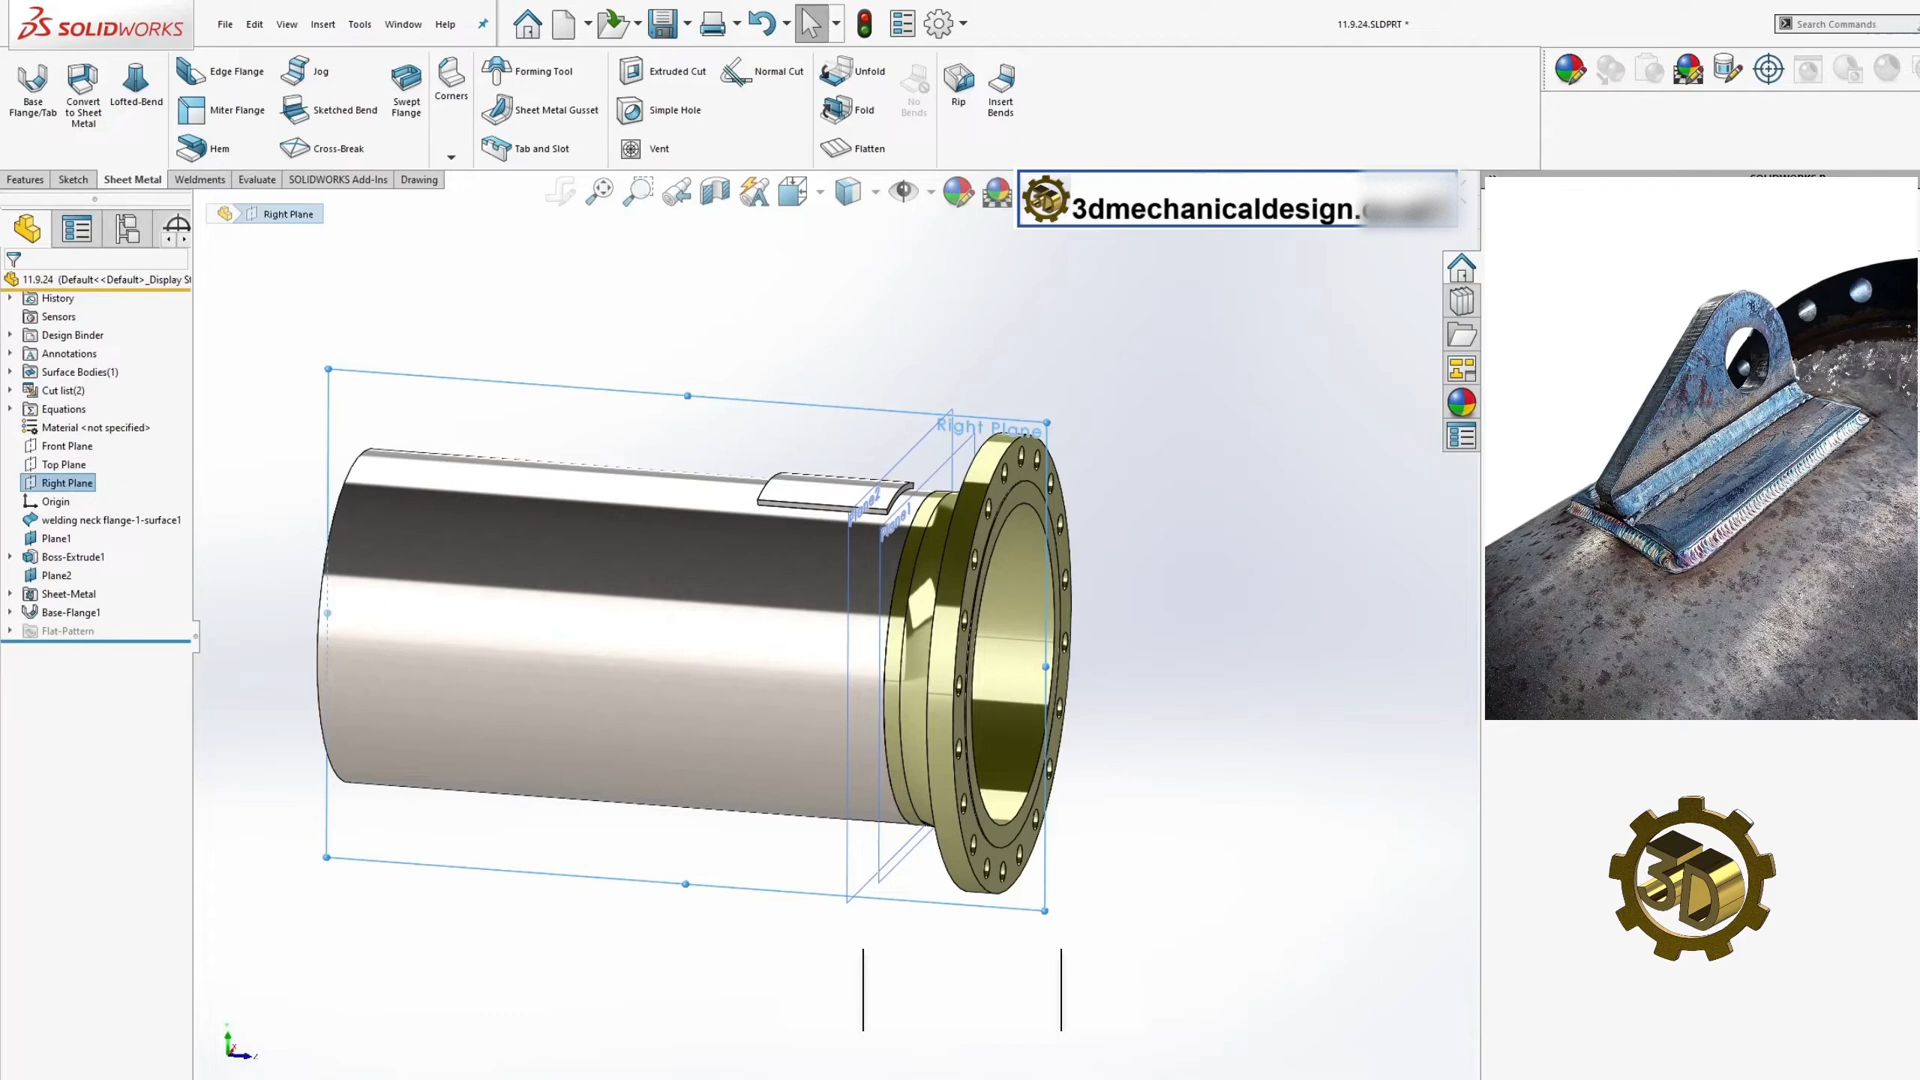 SOLIDWORKS
File Edit View Insert Tools Window Help
11.9.24.SLDPRT *
Search Commands
Base Flange/Tab
Convert to Sheet Metal
Lofted-Bend
Edge Flange
Miter Flange
Hem
Jog
Sketched Bend
Cross-Break
Swept Flange
Corners
Forming Tool
Sheet Metal Gusset
Tab and Slot
Extruded Cut
Simple Hole
Vent
Normal Cut
Unfold
Fold
Flatten
No Bends
Rip
Insert Bends
Features Sketch Sheet Metal Weldments Evaluate SOLIDWORKS Add-Ins Drawing
3dmechanicaldesign.
Right Plane
11.9.24 (Default<<Default>_Display St
History
Sensors
Design Binder
Annotations
Surface Bodies(1)
Cut list(2)
Equations
Material <not specified>
Front Plane
Top Plane
Right Plane
Origin
welding neck flange-1-surface1
Plane1
Boss-Extrude1
Plane2
Sheet-Metal
Base-Flange1
Flat-Pattern
Right Plane
Plane2
Plane1
3D